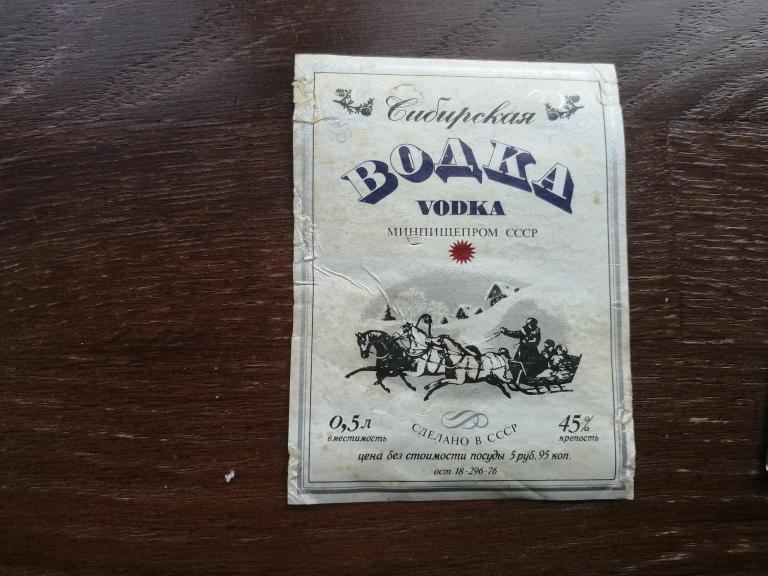 Сибирская
ВОДКА
VODKA
МИНПИЩЕПРОМ СССР
0,5 л
вместимость
СДЕЛАНО В СССР
45%
крепость
цена без стоимости посуды 5 руб. 95 коп.
ост 18-296-76